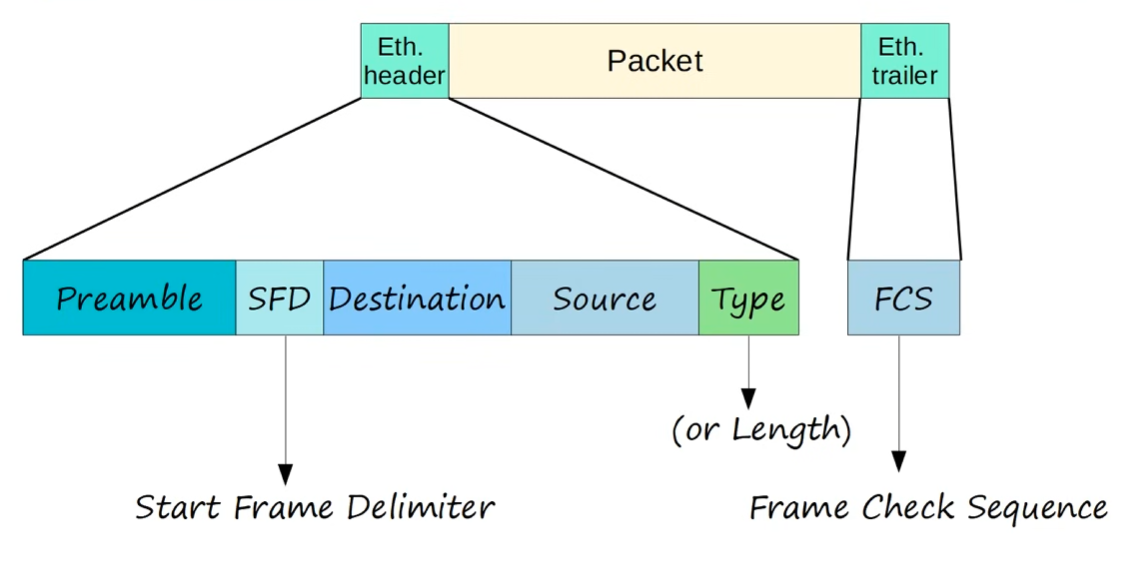 Eth.
header
Packet
Eth.
trailer
Preamble
SFD
Destination
Source
Type
FCS
(or Length)
Start Frame Delimiter
Frame Check Sequence